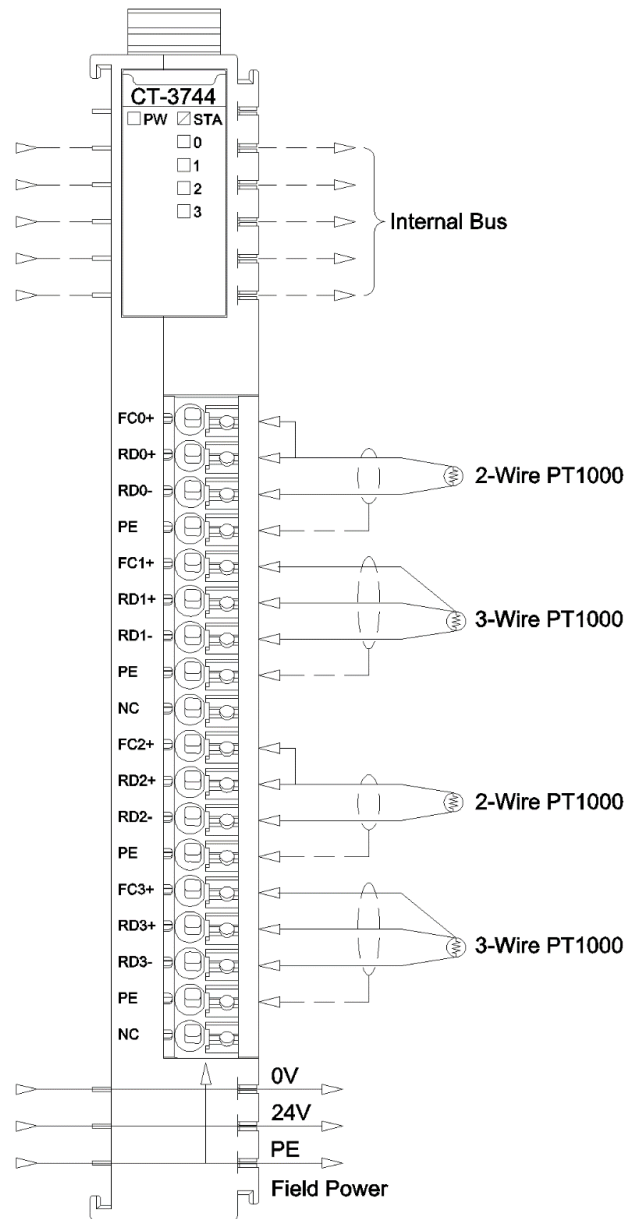 CT-3744
PW STA
0
1
2
3
Internal Bus
FC0+
RD0+
2-Wire PT1000
RD0-
PE
FC1+
RD1+
3-Wire PT1000
RD1-
PE
NC
FC2+
RD2+
2-Wire PT1000
RD2-
PE
FC3+
RD3+
3-Wire PT1000
RD3-
PE
NC
0V
24V
PE
Field Power